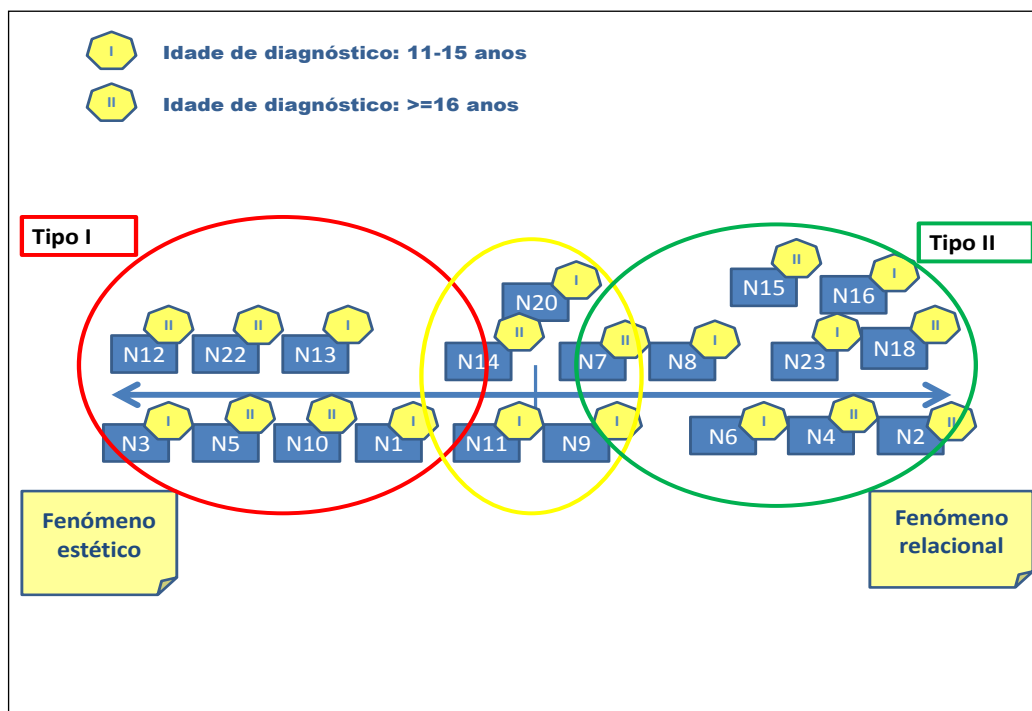 I Idade de diagnóstico: 11-15 anos
II Idade de diagnóstico: >=16 anos
Tipo I
Tipo II
II
I
N15
N16
I
N20
II
II
I
II
II
I
I
II
N12
N22
N13
N14
N7
N8
N23
N18
I
II
II
I
I
I
I
II
II
N3
N5
N10
N1
N11
N9
N6
N4
N2
Fenómeno
estético
Fenómeno
relacional